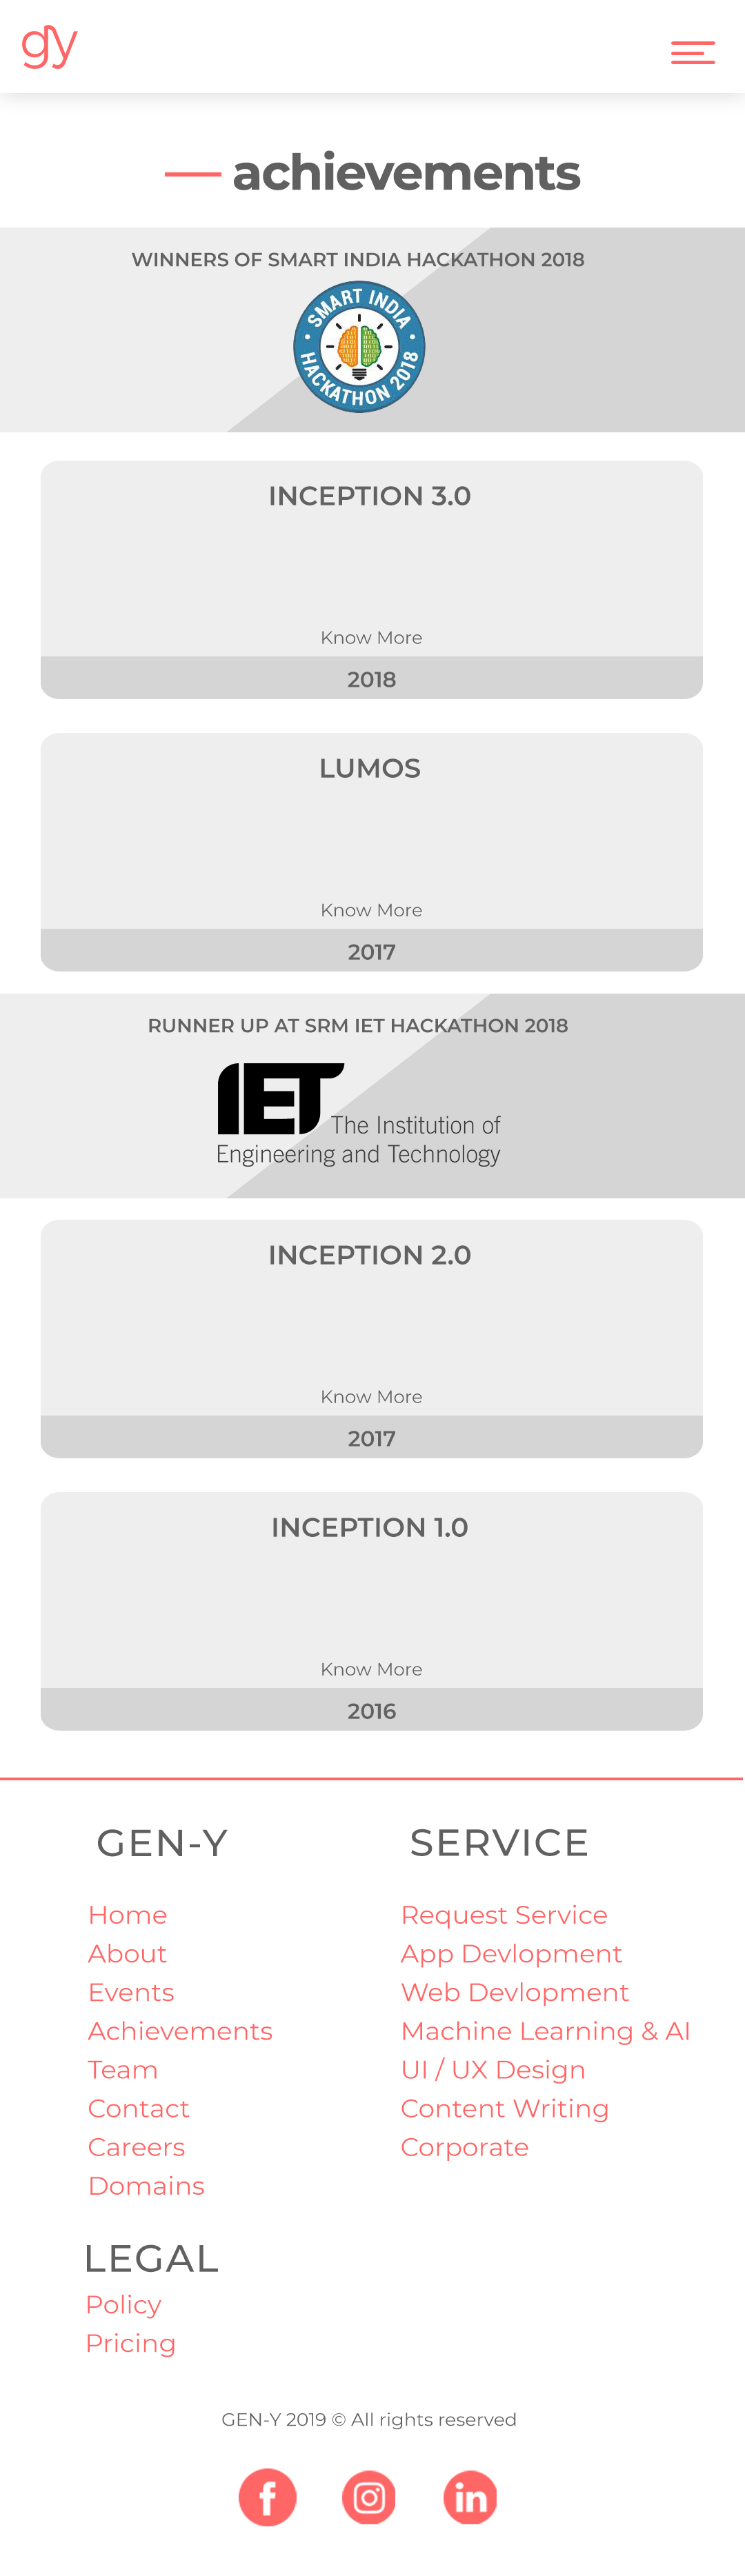 gy
achievements
WINNERS OF SMART INDIA HACKATHON 2018
SMART INDIA
HACKATHON 2018
INCEPTION 3.0
Know More
2018
LUMOS
Know More
2017
RUNNER UP AT SRM IET HACKATHON 2018
IET The Institution of
Engineering and Technology
INCEPTION 2.0
Know More
2017
INCEPTION 1.0
Know More
2016
GEN-Y
Home
About
Events
Achievements
Team
Contact
Careers
Domains
SERVICE
Request Service
App Devlopment
Web Devlopment
Machine Learning & AI
UI / UX Design
Content Writing
Corporate
LEGAL
Policy
Pricing
GEN-Y 2019 © All rights reserved
f
in